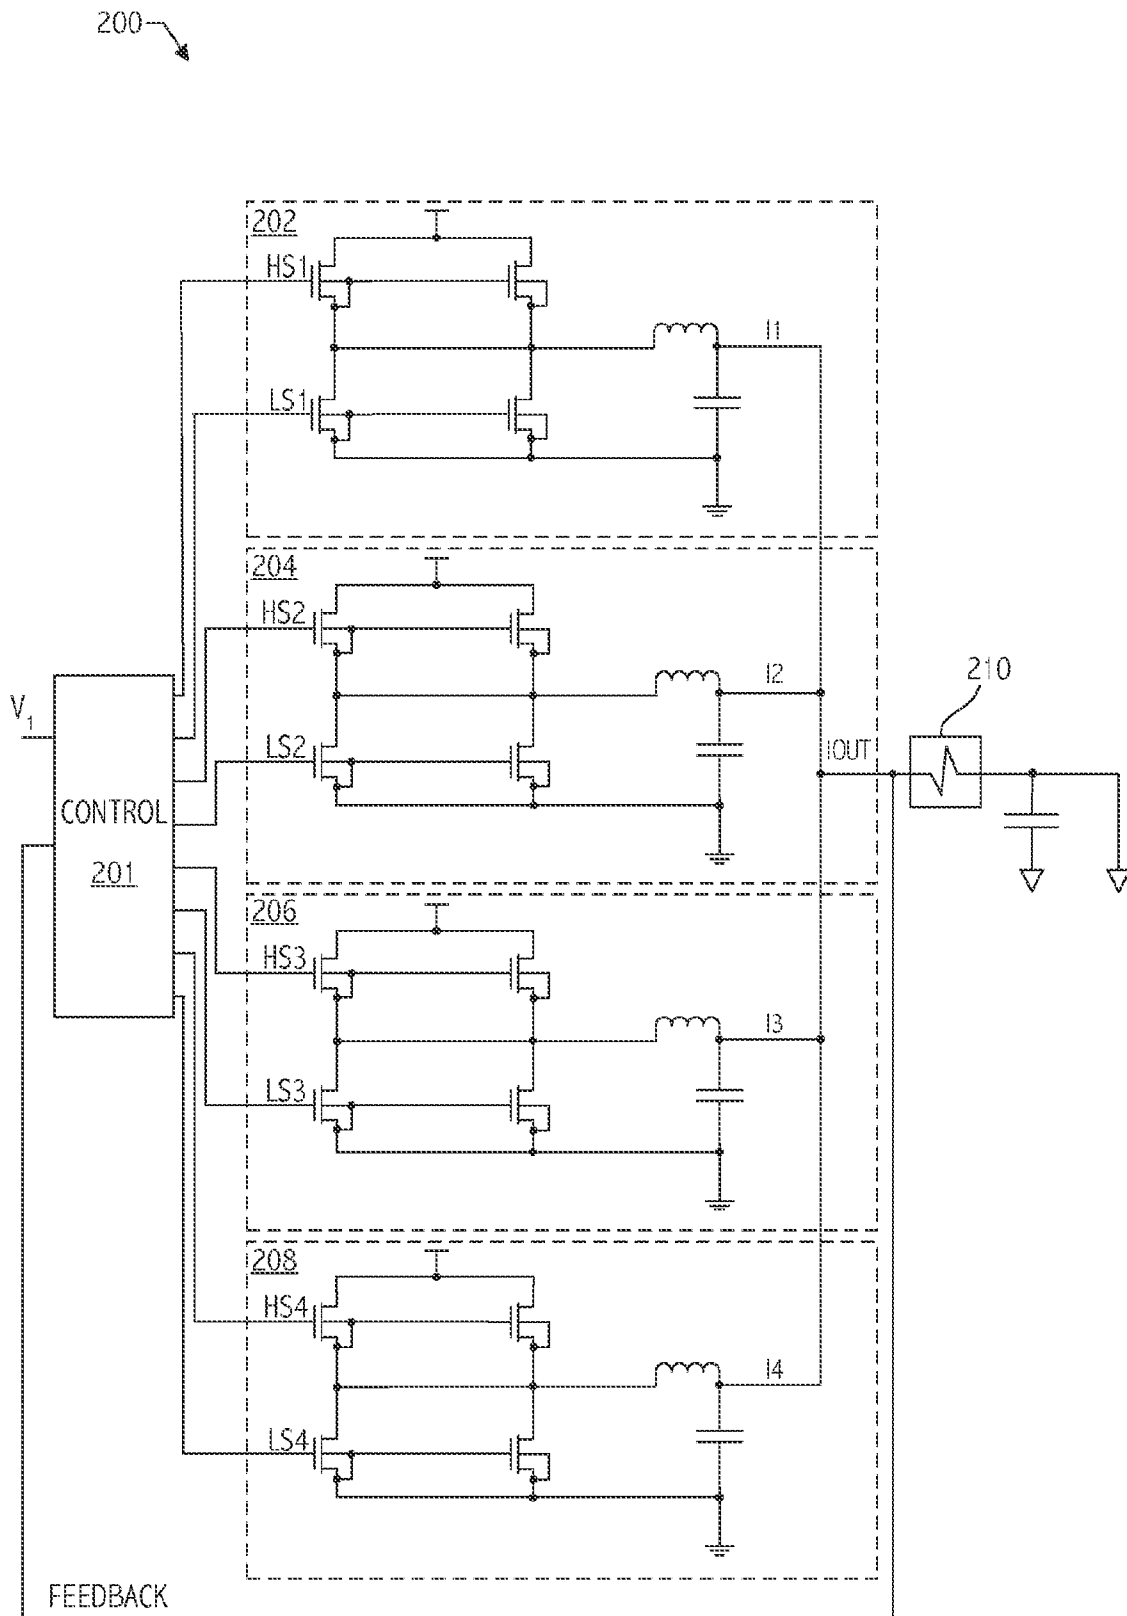 200
202
HS1
I1
LS1
204
HS2
I2
210
LS2
V1
IOUT
CONTROL
201
206
HS3
I3
LS3
208
HS4
I4
LS4
FEEDBACK